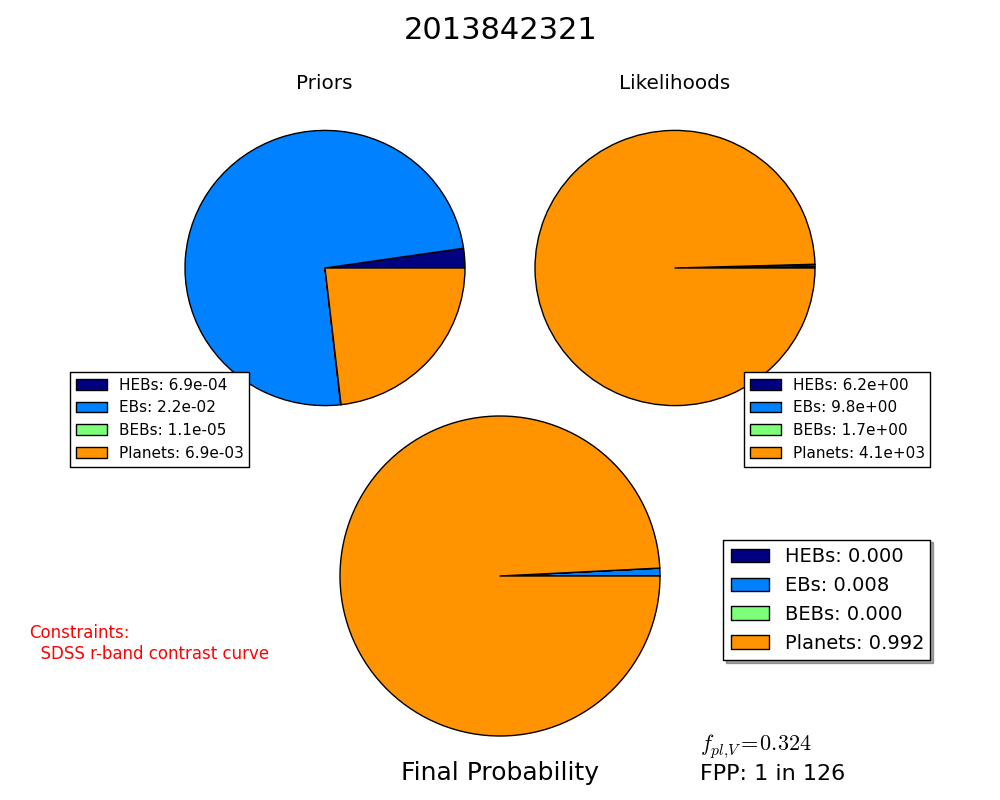 2013842321
Priors
Likelihoods
HEBs: 6.9e-04
EBs: 2.2e-02
BEBs: 1.1e-05
Planets: 6.9e-03
HEBs: 6.2e+00
EBs: 9.8e+00
BEBs: 1.7e+00
Planets: 4.1e+03
HEBs: 0.000
EBs: 0.008
BEBs: 0.000
Planets: 0.992
Constraints:
SDSS r-band contrast curve
f_{pl,V}=0.324
Final Probability
FPP: 1 in 126